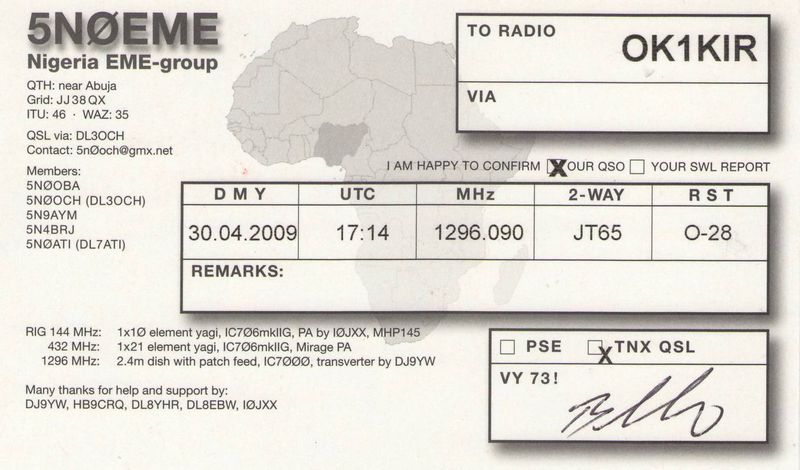 5NØEME
Nigeria EME-group
QTH: near Abuja
Grid: JJ38QX
ITU: 46 · WAZ: 35
QSL via: DL3OCH
Contact: 5nØoch@gmx.net
Members:
5NØOBA
5NØOCH (DL3OCH)
5N9AYM
5N4BRJ
5NØATI (DL7ATI)
TO RADIO
OK1KIR
VIA
I AM HAPPY TO CONFIRM X OUR QSO YOUR SWL REPORT
D M Y UTC MHz 2-WAY R S T
30.04.2009 17:14 1296.090 JT65 O-28
REMARKS:
RIG 144 MHz: 1x1Ø element yagi, IC7Ø6mkIIG, PA by IØJXX, MHP145
432 MHz: 1x21 element yagi, IC7Ø6mkIIG, Mirage PA
1296 MHz: 2.4m dish with patch feed, IC7ØØØ, transverter by DJ9YW
Many thanks for help and support by:
DJ9YW, HB9CRQ, DL8YHR, DL8EBW, IØJXX
PSE X TNX QSL
VY 73!